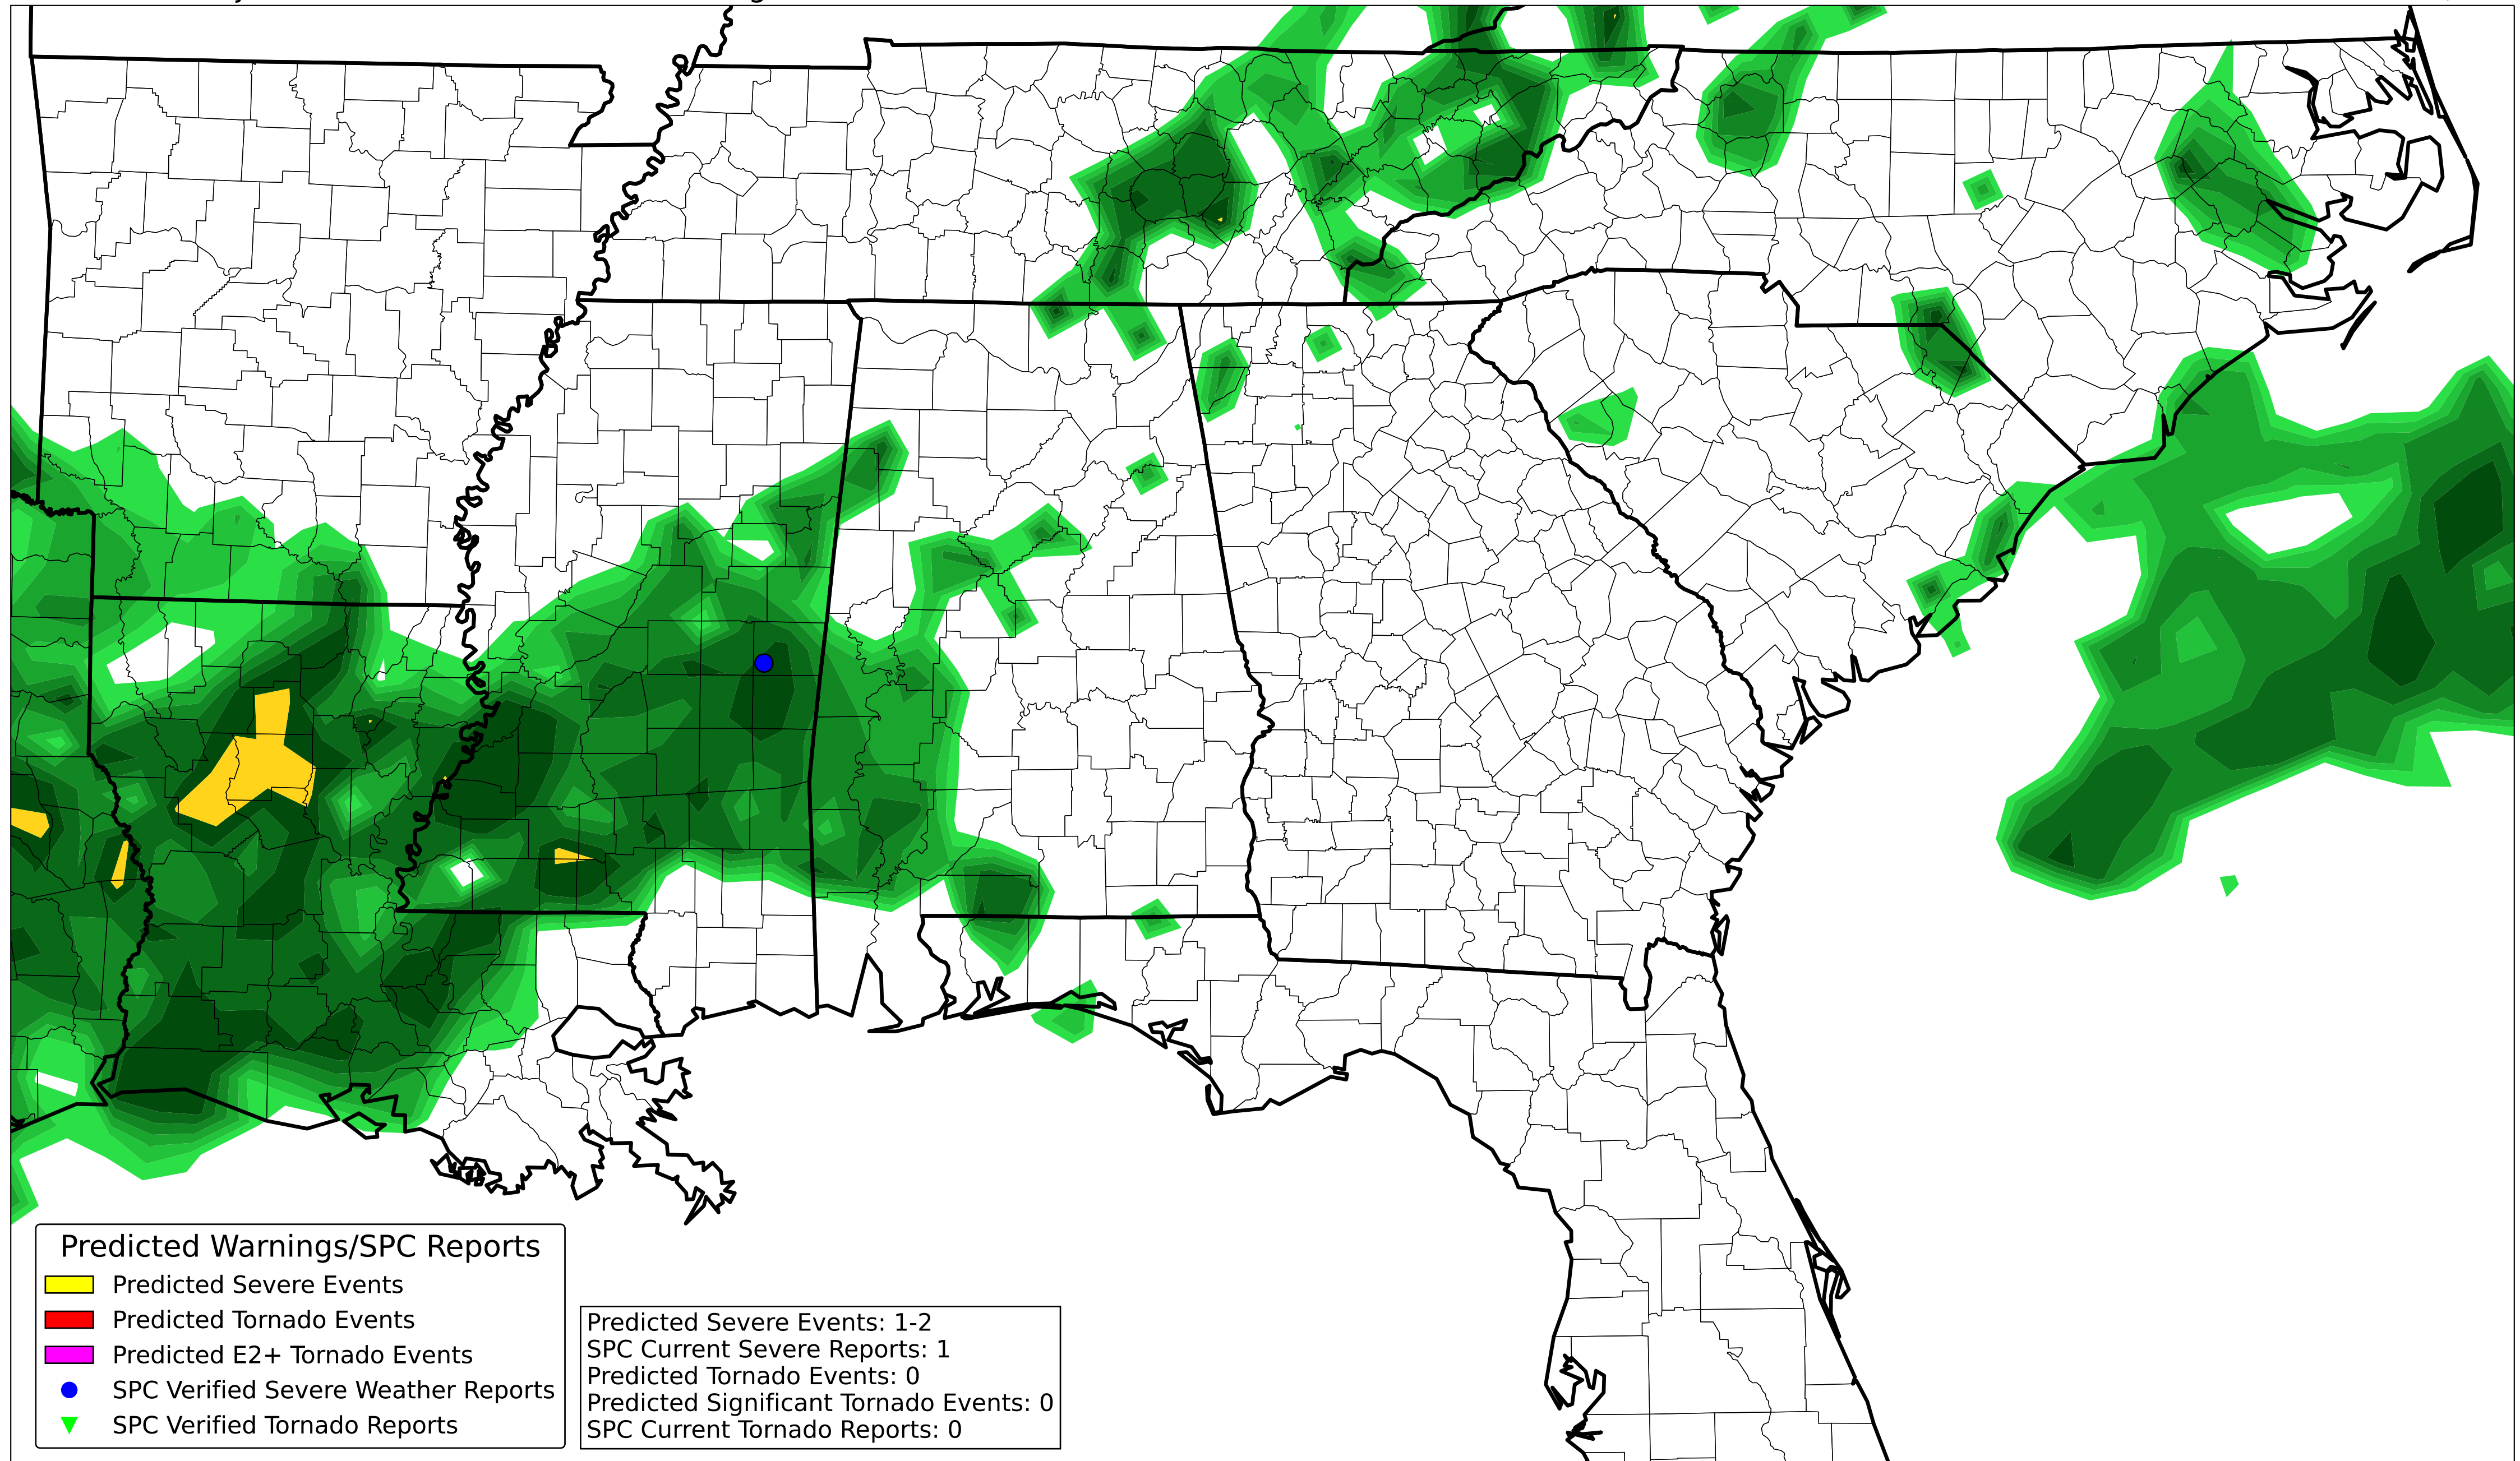 Predicted Warnings/SPC Reports
Predicted Severe Events
Predicted Tornado Events
Predicted E2+ Tornado Events
SPC Verified Severe Weather Reports
SPC Verified Tornado Reports
Predicted Severe Events: 1-2
SPC Current Severe Reports: 1
Predicted Tornado Events: 0
Predicted Significant Tornado Events: 0
SPC Current Tornado Reports: 0